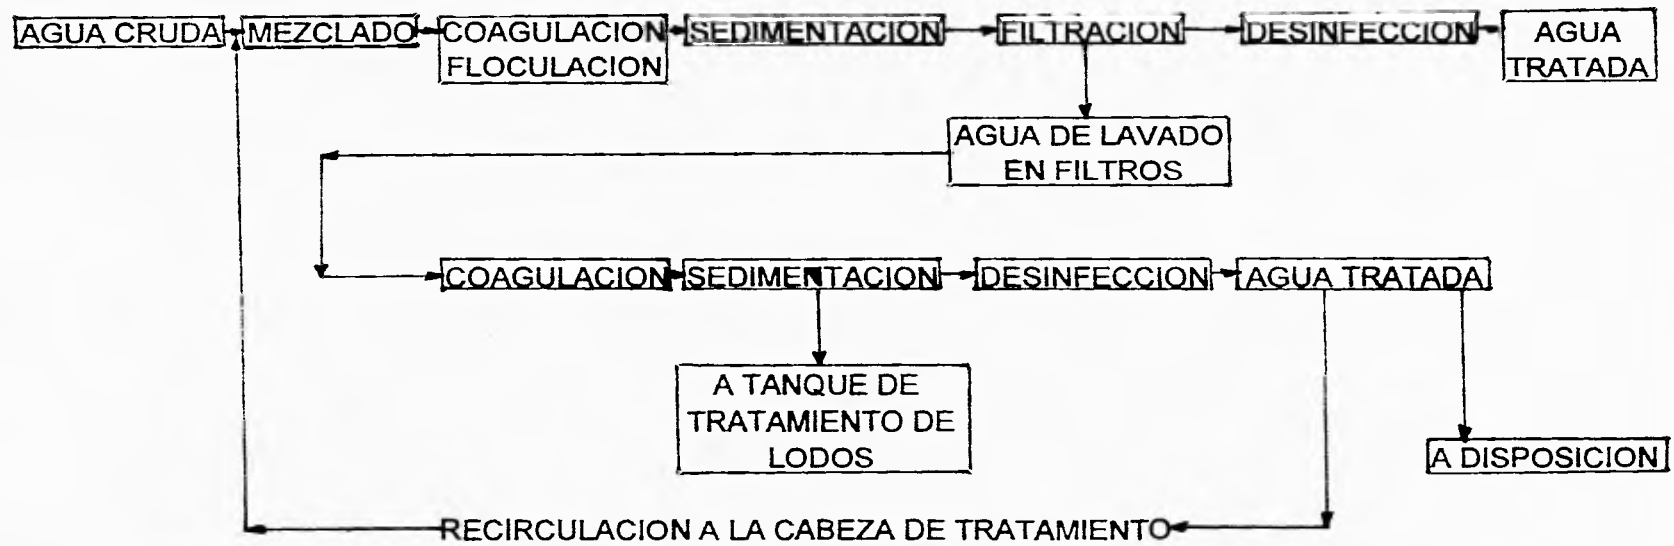 AGUA CRUDA
MEZCLADO
COAGULACION
FLOCULACION
SEDIMENTACION
FILTRACION
DESINFECCION
AGUA
TRATADA
AGUA DE LAVADO
EN FILTROS
COAGULACION
SEDIMENTACION
DESINFECCION
AGUA TRATADA
A TANQUE DE
TRATAMIENTO DE
LODOS
A DISPOSICION
RECIRCULACION A LA CABEZA DE TRATAMIENTO